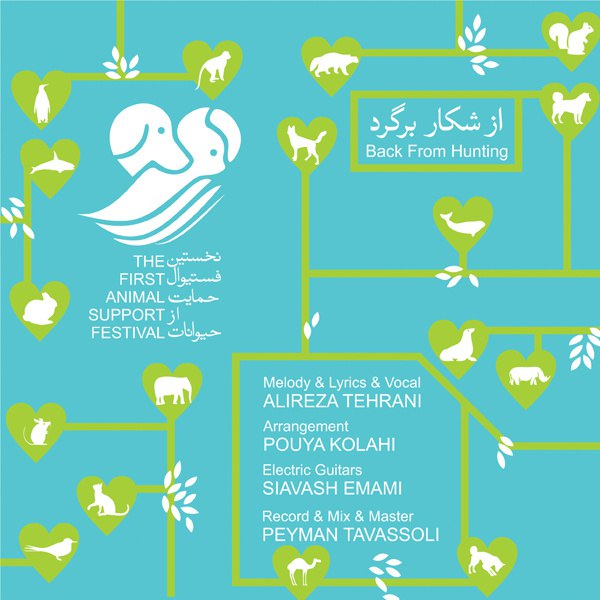 از شکار برگرد
Back From Hunting
THE نخستین
FIRST فستیوال
ANIMAL حمایت
SUPPORT از
FESTIVAL حیوانات
Melody & Lyrics & Vocal
ALIREZA TEHRANI
Arrangement
POUYA KOLAHI
Electric Guitars
SIAVASH EMAMI
Record & Mix & Master
PEYMAN TAVASSOLI